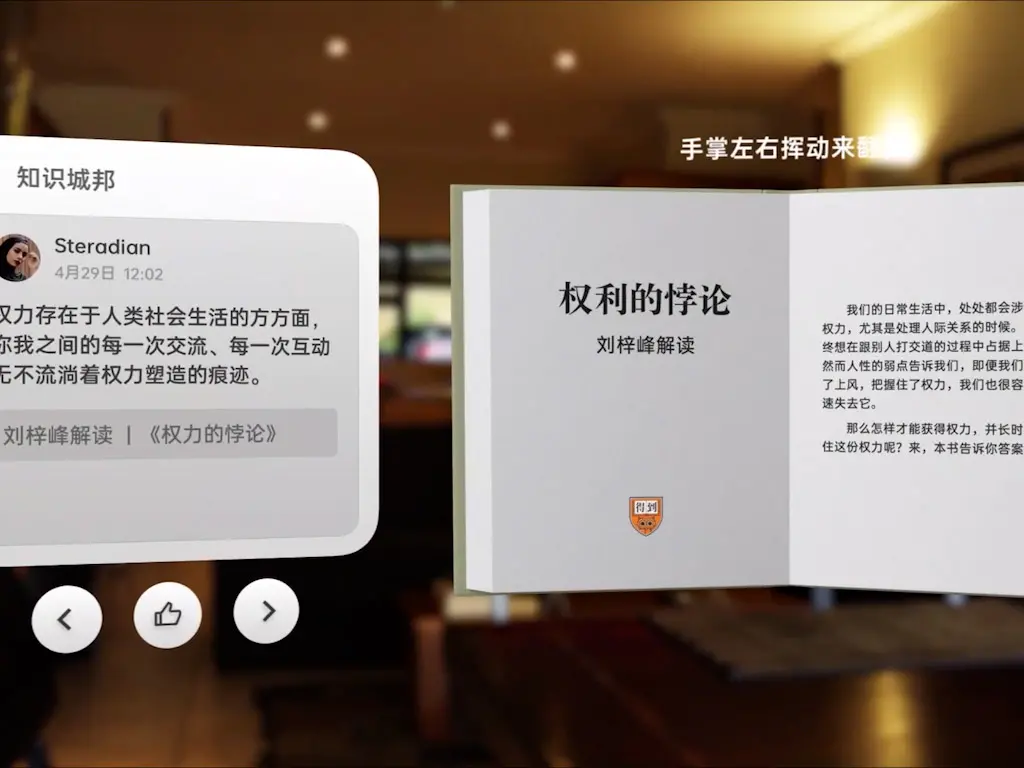 知识城邦
Steradian
4月29日 12:02
权力存在于人类社会生活的方方面，
你我之间的每一次交流、每一次互动
无不流淌着权力塑造的痕迹。
刘梓峰解读 | 《权力的悖论》
手掌左右挥动来翻
权利的悖论
刘梓峰解读
得到
我们的日常生活中，处处都会涉
权力，尤其是处理人际关系的时候。
终想在跟别人打交道的过程中占据上
然而人性的弱点告诉我们，即便我们
了上风，把握住了权力，我们也很容
速失去它。
那么怎样才能获得权力，并长时
住这份权力呢？来，本书告诉你答案